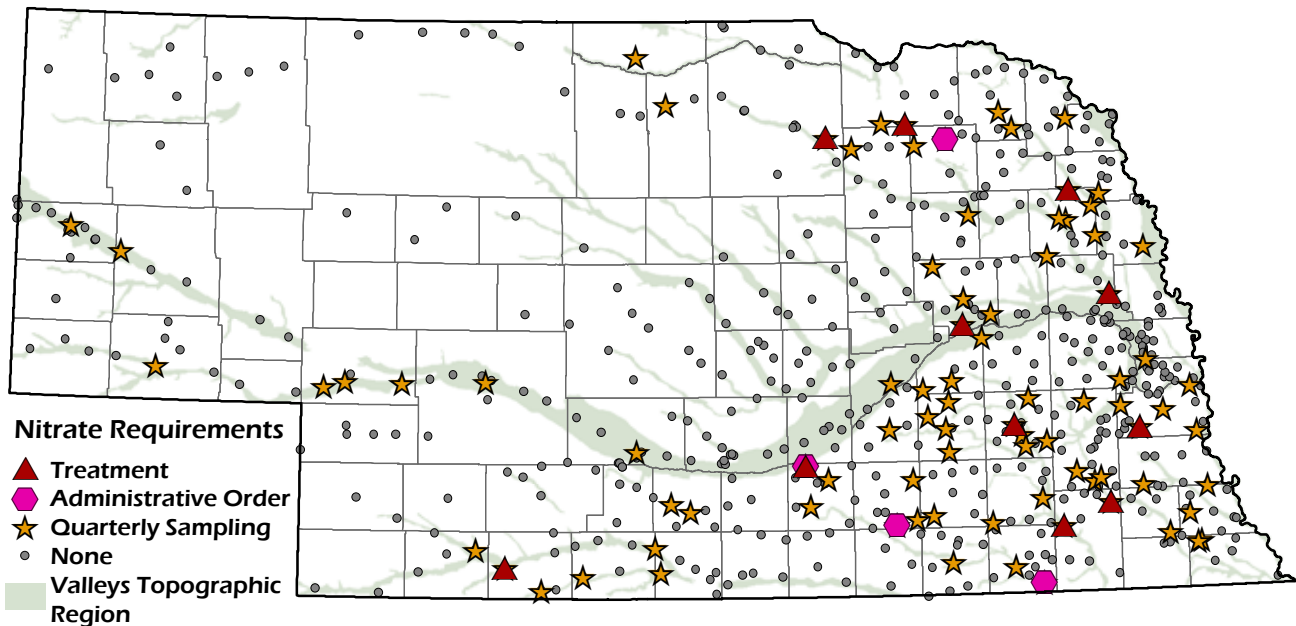 Nitrate Requirements
Treatment
Administrative Order
Quarterly Sampling
None
Valleys Topographic
Region